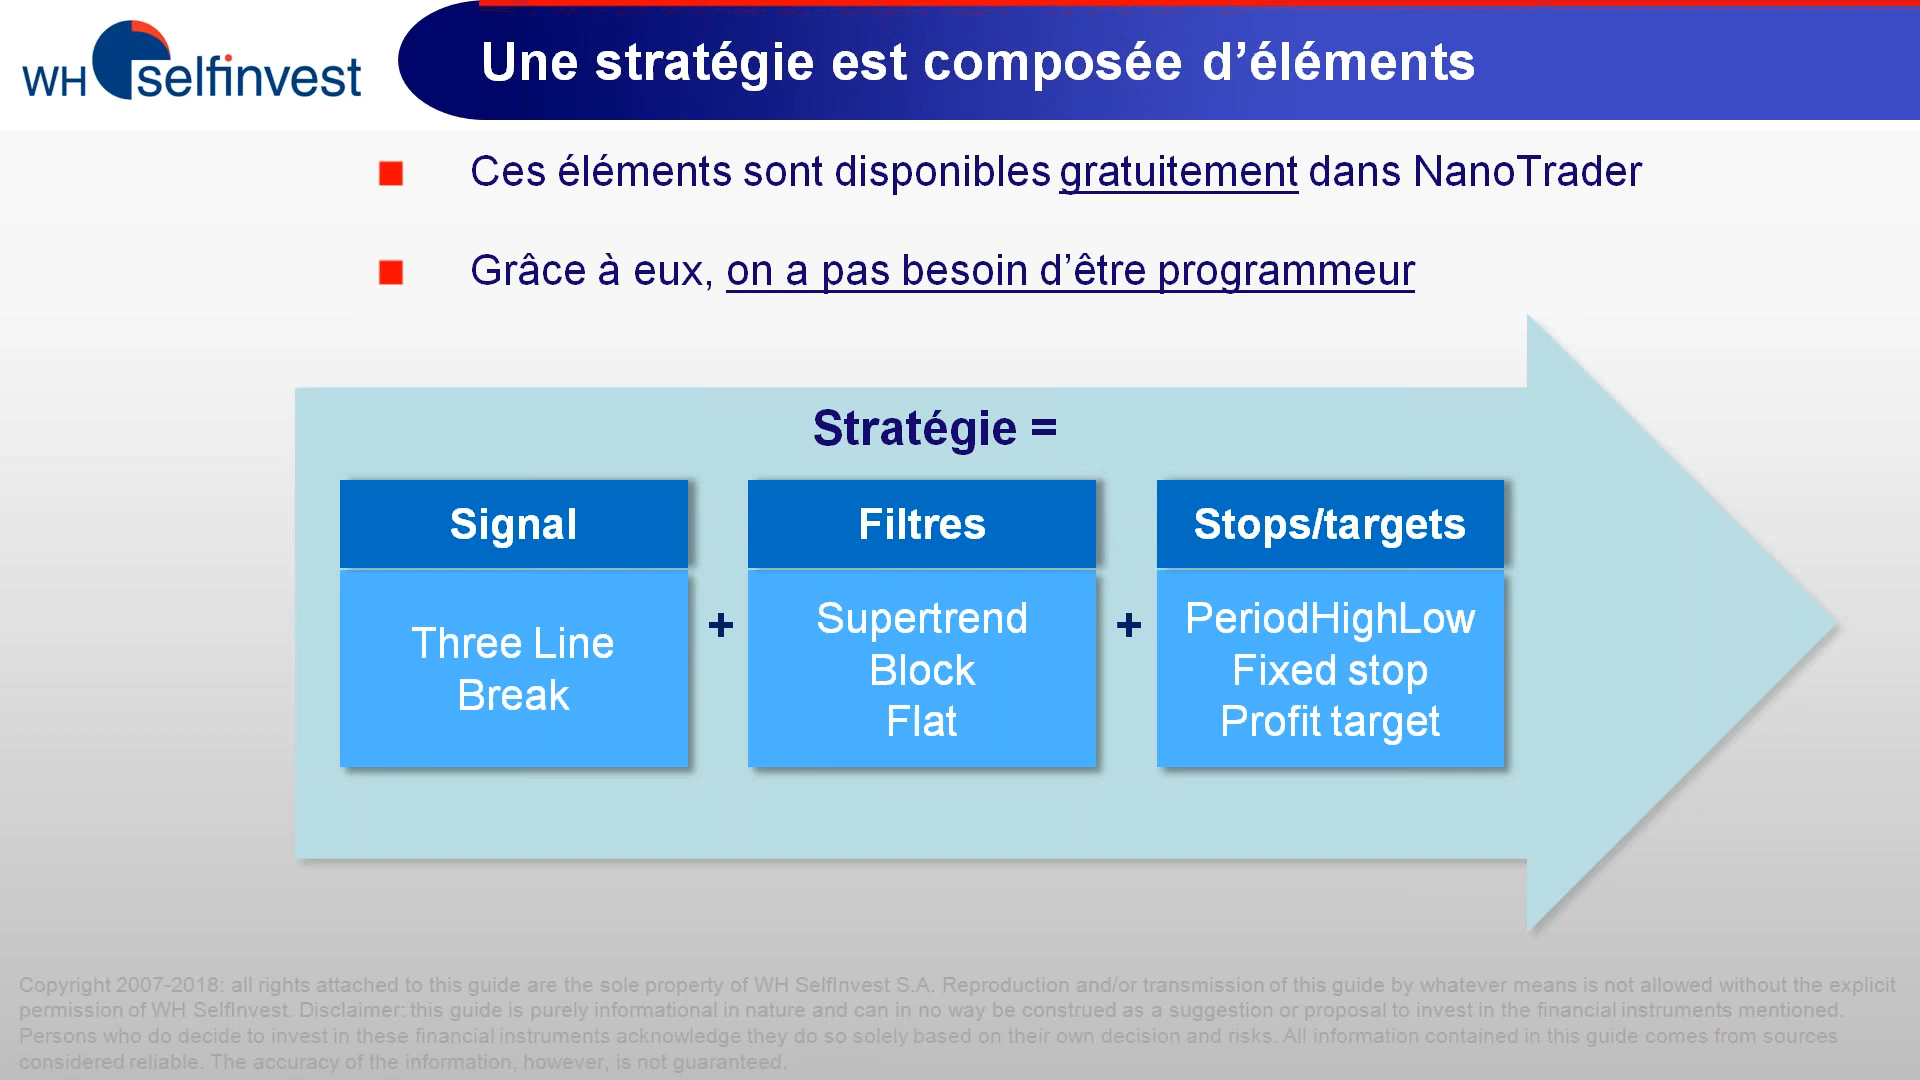 WH selfinvest
Une stratégie est composée d’éléments
Ces éléments sont disponibles gratuitement dans NanoTrader
Grâce à eux, on a pas besoin d’être programmeur
Stratégie =
Signal
Three Line
Break
+
Filtres
Supertrend
Block
Flat
+
Stops/targets
PeriodHighLow
Fixed stop
Profit target
Copyright 2007-2018: all rights attached to this guide are the sole property of WH SelfInvest S.A. Reproduction and/or transmission of this guide by whatever means is not allowed without the explicit
permission of WH SelfInvest. Disclaimer: this guide is purely informational in nature and can in no way be construed as a suggestion or proposal to invest in the financial instruments mentioned.
Persons who do decide to invest in these financial instruments acknowledge they do so solely based on their own decision and risks. All information contained in this guide comes from sources
considered reliable. The accuracy of the information, however, is not guaranteed.